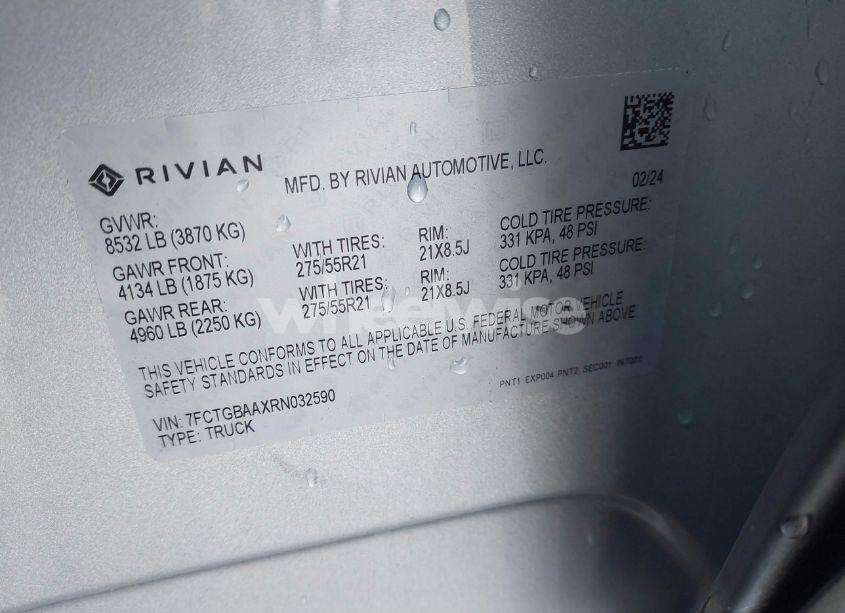 RIVIAN
MFD. BY RIVIAN AUTOMOTIVE, LLC.
02/24
GVWR:
8532 LB (3870 KG)
GAWR FRONT:
4134 LB (1875 KG)
WITH TIRES:
275/55R21
RIM:
21X8.5J
COLD TIRE PRESSURE:
331 KPA, 48 PSI
GAWR REAR:
4960 LB (2250 KG)
WITH TIRES:
275/55R21
RIM:
21X8.5J
COLD TIRE PRESSURE:
331 KPA, 48 PSI
wheelwise
THIS VEHICLE CONFORMS TO ALL APPLICABLE U.S. FEDERAL MOTOR VEHICLE
SAFETY STANDARDS IN EFFECT ON THE DATE OF MANUFACTURE SHOWN ABOVE
PNT1: EXP004 PNT2: SEC001 INT001
VIN: 7FCTGBAAXRN032590
TYPE: TRUCK